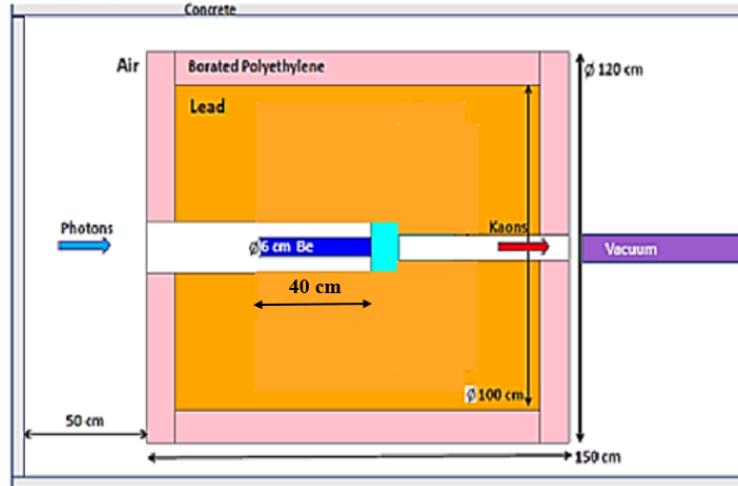 Concrete
Air
Borated Polyethylene
Ø 120 cm
Lead
Photons
Kaons
Ø 6 cm Be
Vacuum
40 cm
Ø 100 cm
50 cm
150 cm